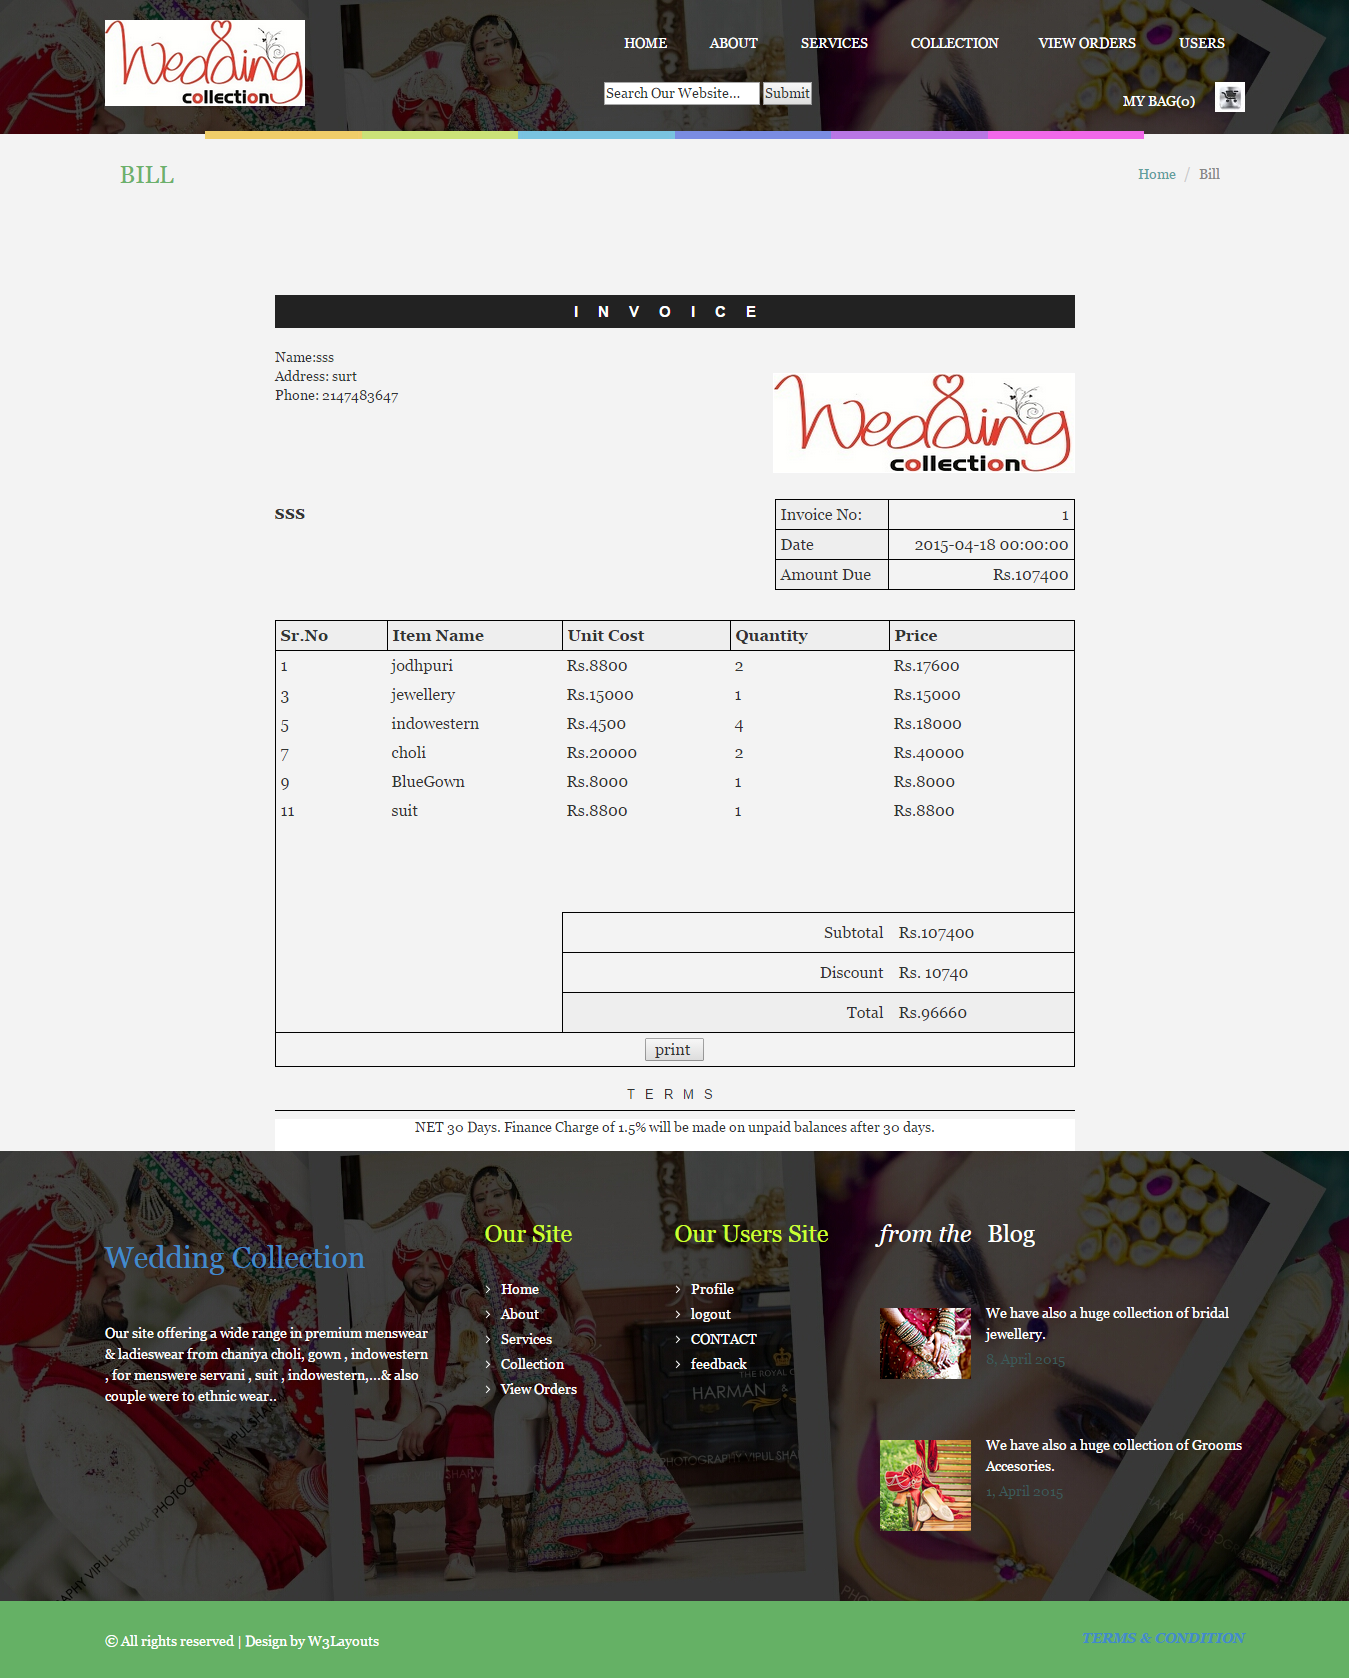 Wedding
collection
HOME ABOUT SERVICES COLLECTION VIEW ORDERS USERS
Search Our Website... Submit
MY BAG(0)
BILL
Home / Bill
I N V O I C E
Name:sss
Address: surt
Phone: 2147483647
Wedding
collection
sss
Invoice No: 1
Date 2015-04-18 00:00:00
Amount Due Rs.107400
Sr.No Item Name Unit Cost Quantity Price
1 jodhpuri Rs.8800 2 Rs.17600
3 jewellery Rs.15000 1 Rs.15000
5 indowestern Rs.4500 4 Rs.18000
7 choli Rs.20000 2 Rs.40000
9 BlueGown Rs.8000 1 Rs.8000
11 suit Rs.8800 1 Rs.8800
Subtotal Rs.107400
Discount Rs. 10740
Total Rs.96660
print
T E R M S
NET 30 Days. Finance Charge of 1.5% will be made on unpaid balances after 30 days.
Wedding Collection
Our site offering a wide range in premium menswear
& ladieswear from chaniya choli, gown , indowestern
, for menswere servani , suit , indowestern,...& also
couple were to ethnic wear..
Our Site
Home
About
Services
Collection
View Orders
Our Users Site
Profile
logout
CONTACT
feedback
from the Blog
We have also a huge collection of bridal
jewellery.
8, April 2015
We have also a huge collection of Grooms
Accesories.
1, April 2015
THE ROYAL
HARMAN &
PHOTOGRAPHY VIPUL SHARMA
© All rights reserved | Design by W3Layouts
TERMS & CONDITION